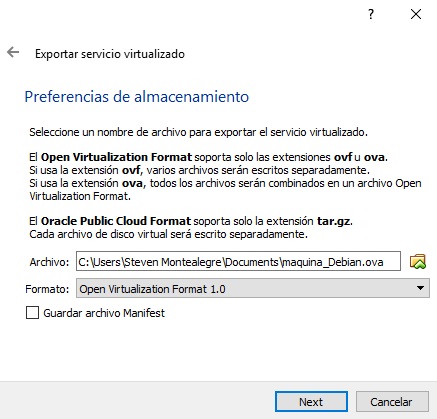 ?
Exportar servicio virtualizado
Preferencias de almacenamiento
Seleccione un nombre de archivo para exportar el servicio virtualizado.
El Open Virtualization Format soporta solo las extensiones ovf u ova.
Si usa la extensión ovf, varios archivos serán escritos separadamente.
Si usa la extensión ova, todos los archivos serán combinados en un archivo Open
Virtualization Format.
El Oracle Public Cloud Format soporta solo la extensión tar.gz.
Cada archivo de disco virtual será escrito separadamente.
Archivo: C:\Users\Steven Montealegre\Documents\maquina_Debian.ova
Formato: Open Virtualization Format 1.0
Guardar archivo Manifest
Next Cancelar